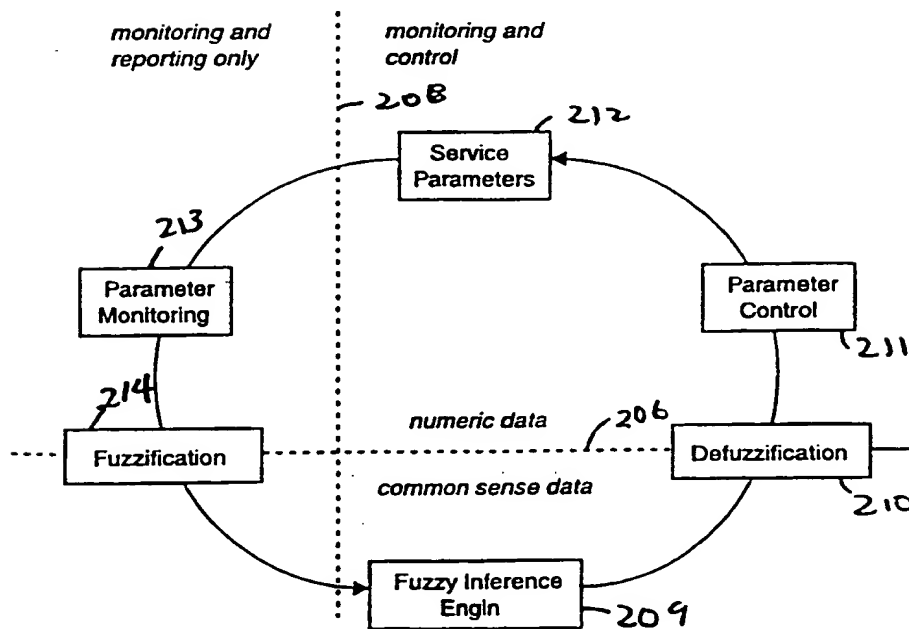 monitoring and
reporting only
monitoring and
control
208
212
Service
Parameters
213
Parameter
Monitoring
Parameter
Control
211
214
numeric data
206
Fuzzification
Defuzzification
common sense data
210
Fuzzy Inference
Engin
209